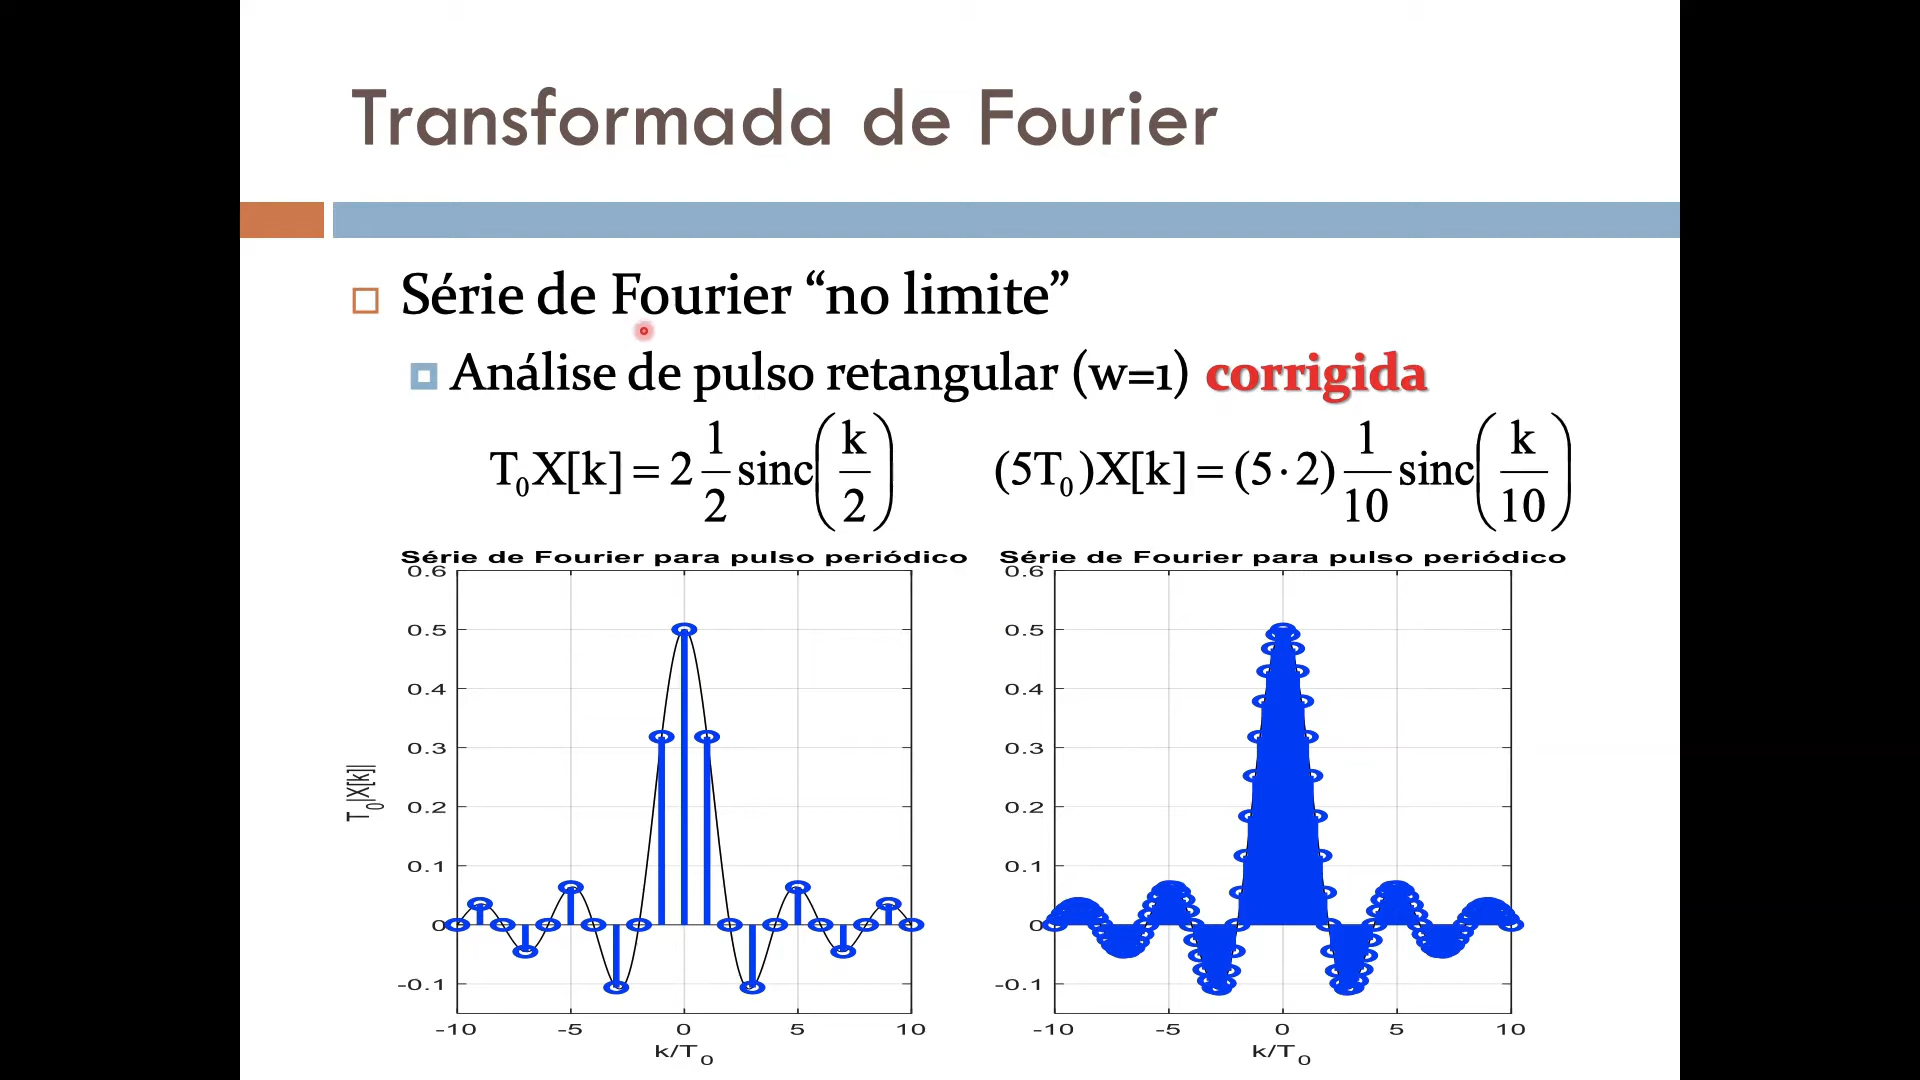 Transformada de Fourier
Série de Fourier “no limite”
Análise de pulso retangular (w=1) corrigida
T₀X[k] = 2 1/2 sinc(k/2)
(5T₀)X[k] = (5·2) 1/10 sinc(k/10)
Série de Fourier para pulso periódico
0.6
0.5
0.4
0.3
0.2
0.1
0
-0.1
-10 -5 0 5 10
k/T₀
T₀|X[k]|
Série de Fourier para pulso periódico
0.6
0.5
0.4
0.3
0.2
0.1
0
-0.1
-10 -5 0 5 10
k/T₀